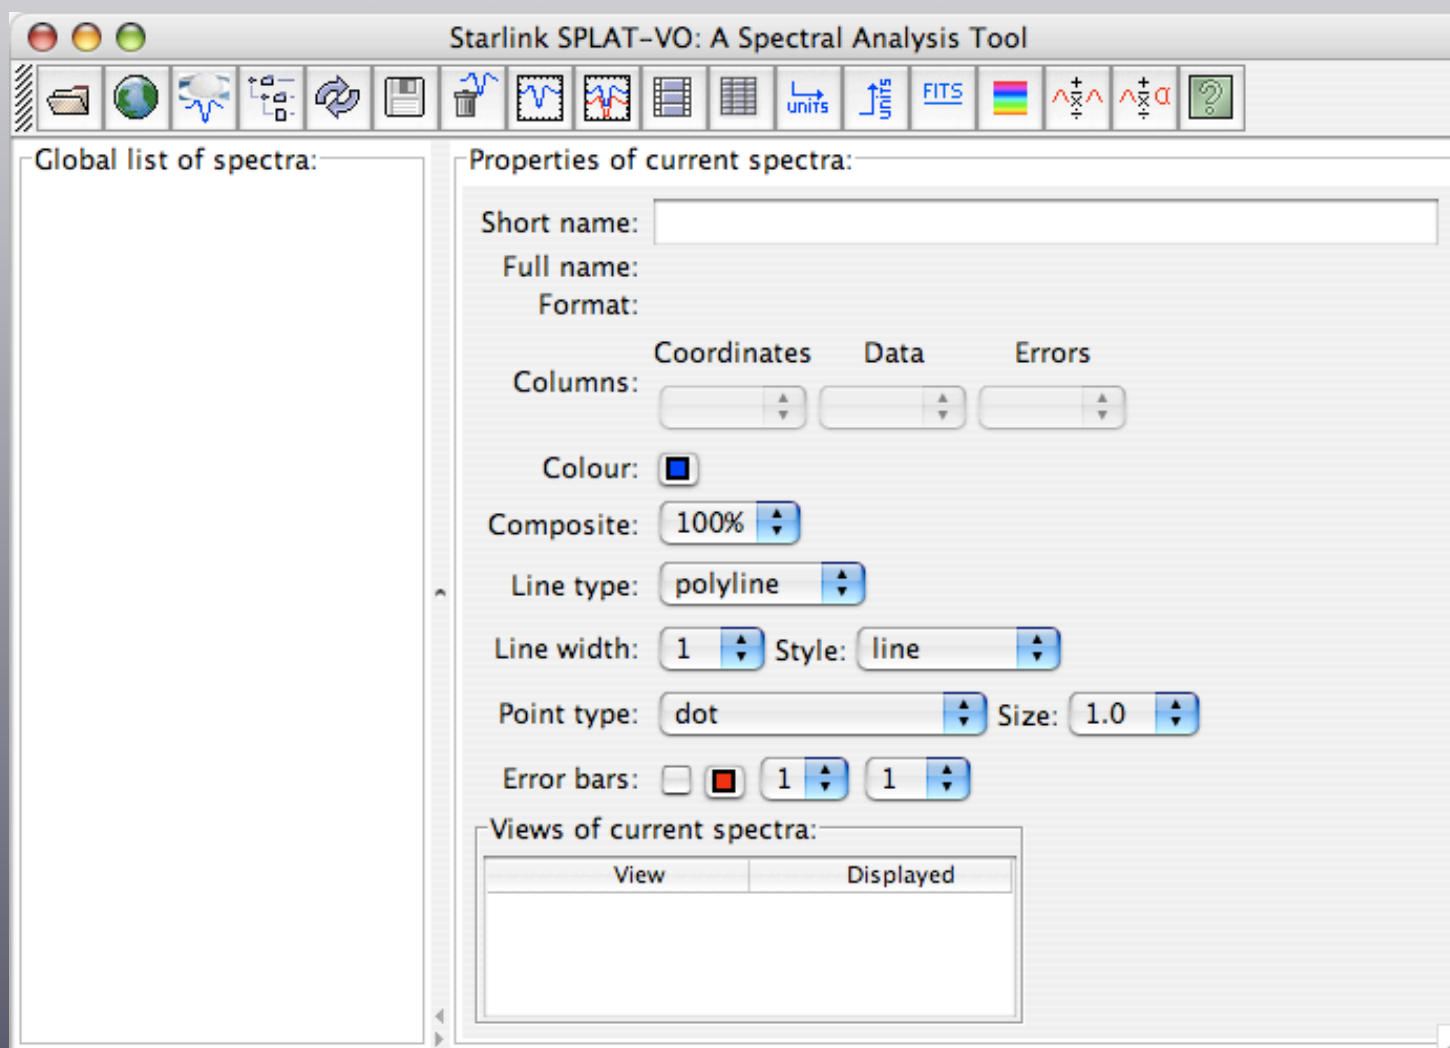 Starlink SPLAT-VO: A Spectral Analysis Tool
units units FITS
Global list of spectra:
Properties of current spectra:
Short name:
Full name:
Format:
Coordinates Data Errors
Columns:
Colour:
Composite: 100%
Line type: polyline
Line width: 1 Style: line
Point type: dot Size: 1.0
Error bars: 1 1
Views of current spectra:
View Displayed